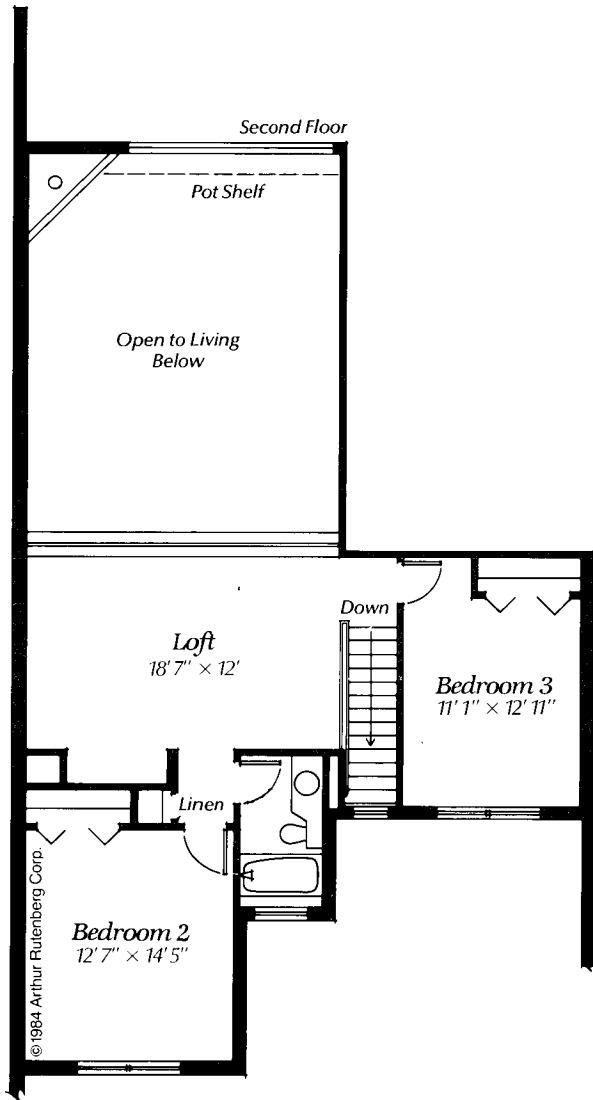 Second Floor
Pot Shelf
Open to Living
Below
Down
Loft
18' 7" × 12'
Bedroom 3
11' 1" × 12' 11"
Linen
Bedroom 2
12' 7" × 14' 5"
©1984 Arthur Rutenberg Corp.